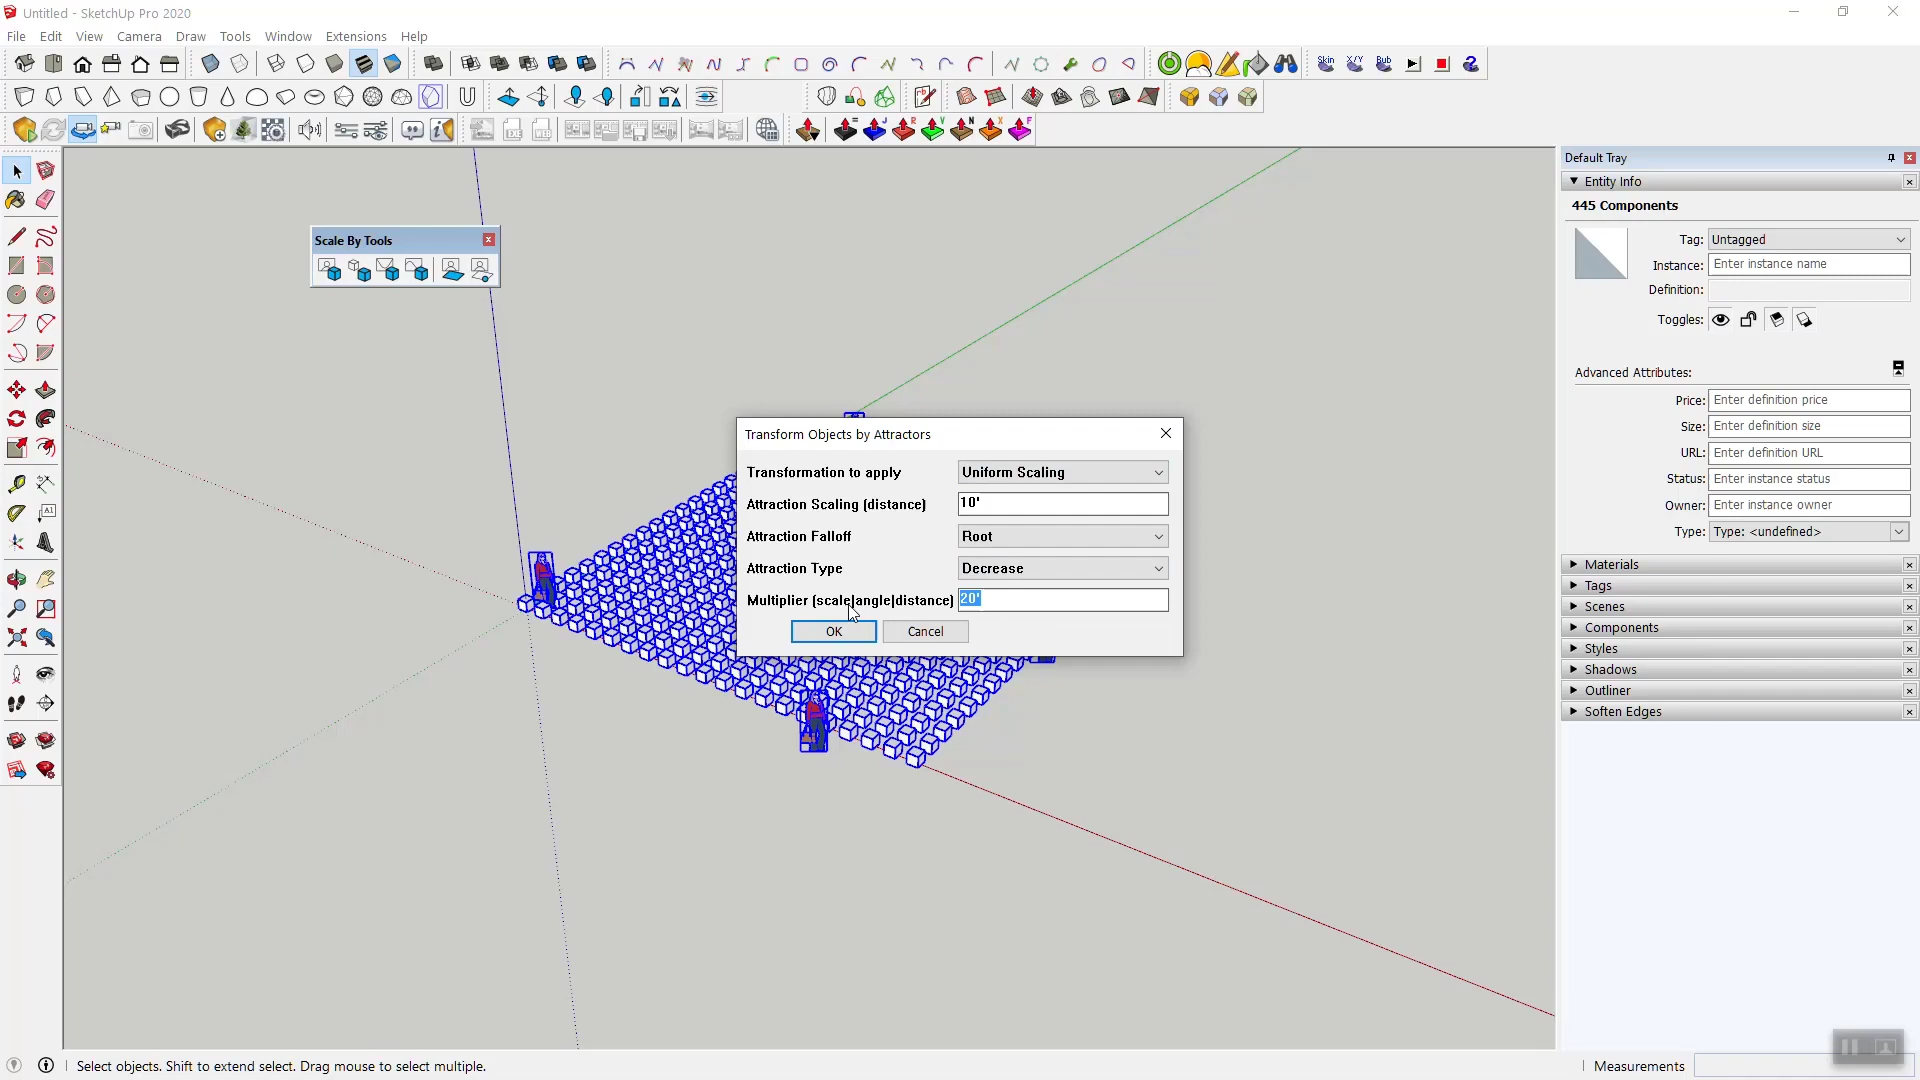 Untitled - SketchUp Pro 2020
File Edit View Camera Draw Tools Window Extensions Help
Skin X/Y Bub
Default Tray
Entity Info
445 Components
Tag: Untagged
Instance: Enter instance name
Definition:
Toggles:
Advanced Attributes:
Price: Enter definition price
Size: Enter definition size
URL: Enter definition URL
Status: Enter instance status
Owner: Enter instance owner
Type: Type: <undefined>
Materials
Tags
Scenes
Components
Styles
Shadows
Outliner
Soften Edges
Scale By Tools
Transform Objects by Attractors
Transformation to apply Uniform Scaling
Attraction Scaling (distance) 10'
Attraction Falloff Root
Attraction Type Decrease
Multiplier (scale|angle|distance) 20'
OK Cancel
Select objects. Shift to extend select. Drag mouse to select multiple.
Measurements